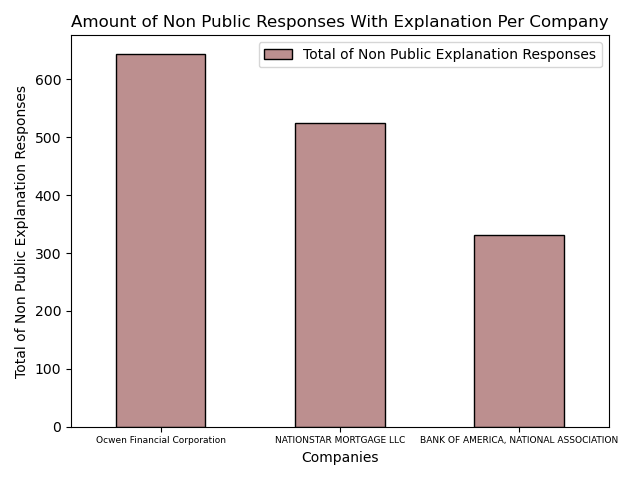 Amount of Non Public Responses With Explanation Per Company
Total of Non Public Explanation Responses
Total of Non Public Explanation Responses
600
500
400
300
200
100
0
Ocwen Financial Corporation
NATIONSTAR MORTGAGE LLC
BANK OF AMERICA, NATIONAL ASSOCIATION
Companies